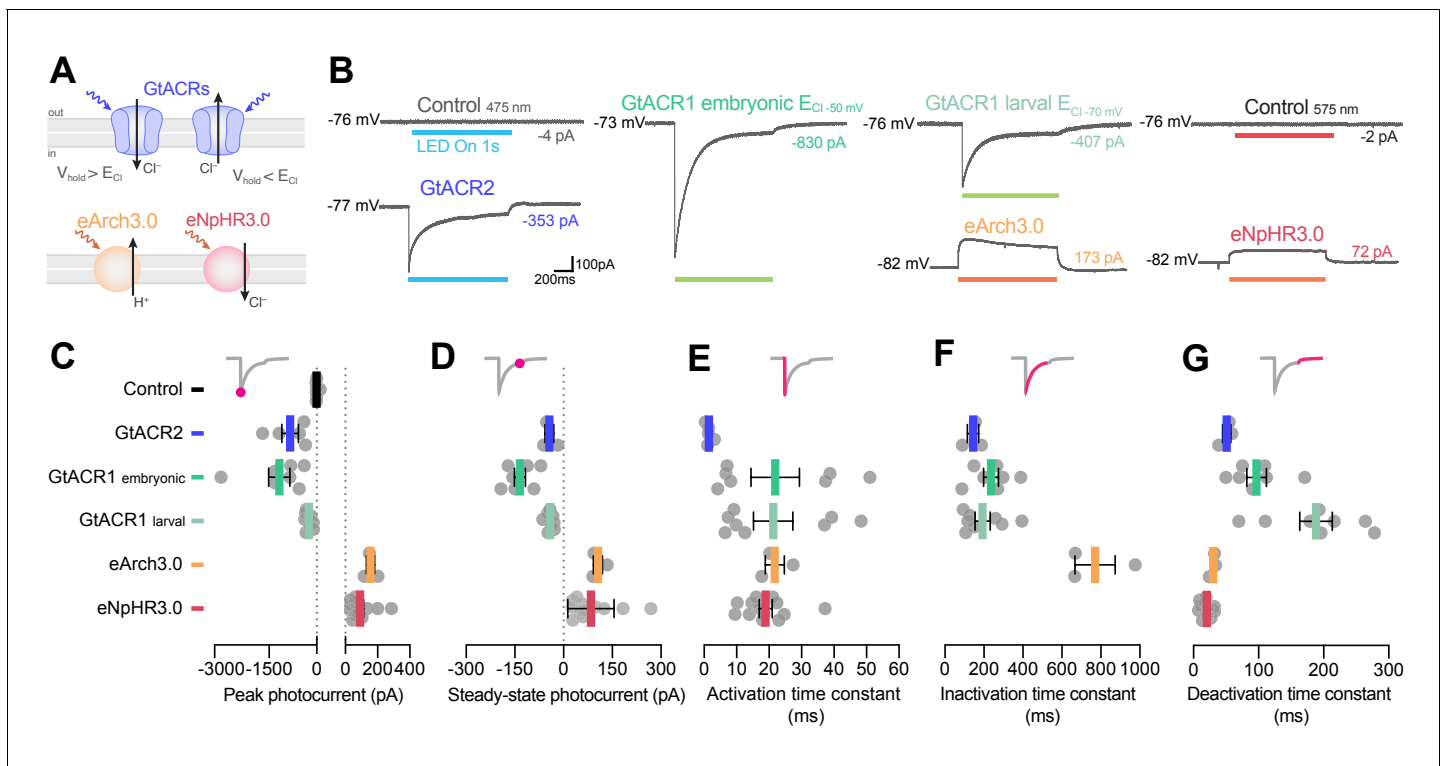 A
GtACRs
out
in
Cl⁻
Cl⁻
V hold > E Cl
V hold < E Cl
eArch3.0
eNpHR3.0
H⁺
Cl⁻
B
Control 475 nm
-76 mV
-4 pA
LED On 1s
GtACR2
-77 mV
-353 pA
100pA
200ms
GtACR1 embryonic E Cl -50 mV
-73 mV
-830 pA
GtACR1 larval E Cl -70 mV
-76 mV
-407 pA
eArch3.0
-82 mV
173 pA
Control 575 nm
-76 mV
-2 pA
eNpHR3.0
-82 mV
72 pA
C
Control
GtACR2
GtACR1 embryonic
GtACR1 larval
eArch3.0
eNpHR3.0
-3000 -1500 0 0 200 400
Peak photocurrent (pA)
D
-300 -150 0 150 300
Steady-state photocurrent (pA)
E
0 10 20 30 40 50 60
Activation time constant
(ms)
F
0 200 400 600 800 1000
Inactivation time constant
(ms)
G
0 100 200 300
Deactivation time constant
(ms)